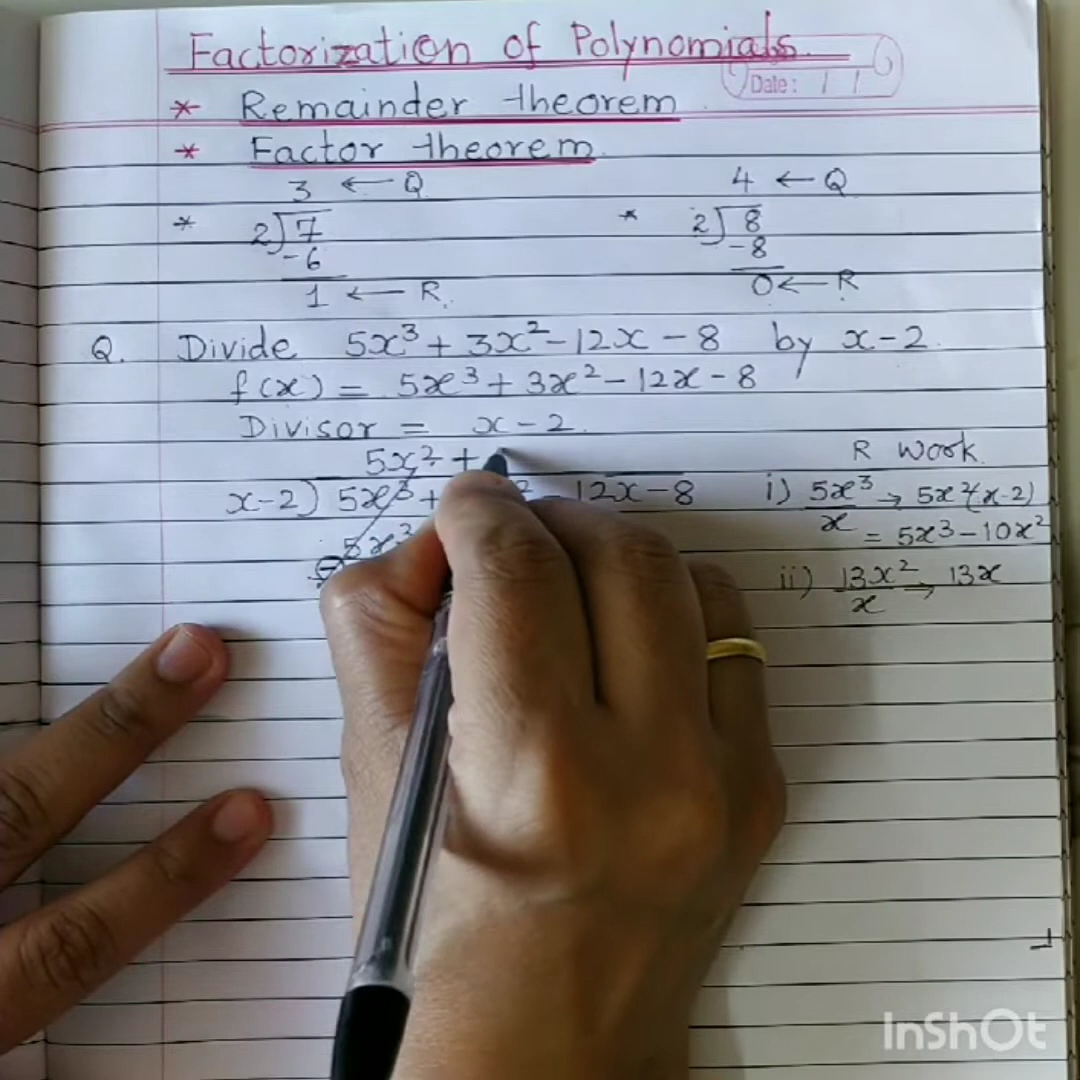 Factorization of Polynomials.
Date: / /
* Remainder theorem
* Factor theorem
3 ← Q 4 ← Q
* 2)7 * 2)8
-6 -8
1 ← R. 0 ← R
Q. Divide 5x³ + 3x² - 12x - 8 by x - 2.
f(x) = 5x³ + 3x² - 12x - 8
Divisor = x - 2.
R Work.
5x² +
x-2) 5x³ + ² - 12x - 8 i) 5x³/x → 5x²(x-2)
5x³ = 5x³ - 10x²
ii) 13x²/x → 13x
InShOt